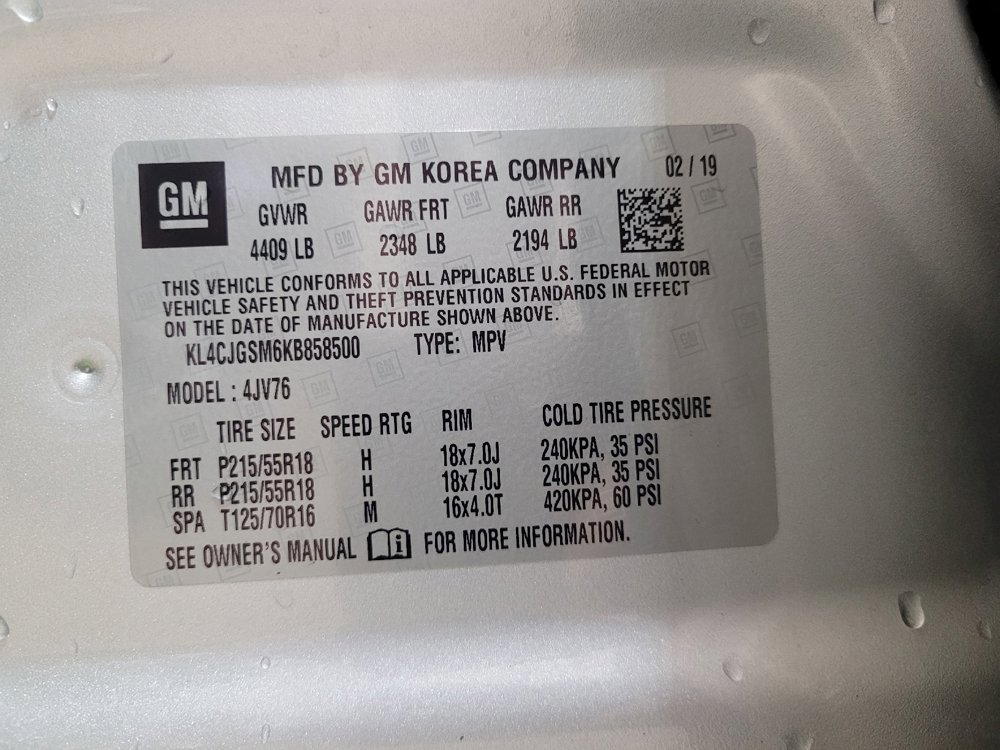 GM MFD BY GM KOREA COMPANY 02 / 19
GVWR GAWR FRT GAWR RR
4409 LB 2348 LB 2194 LB
THIS VEHICLE CONFORMS TO ALL APPLICABLE U.S. FEDERAL MOTOR
VEHICLE SAFETY AND THEFT PREVENTION STANDARDS IN EFFECT
ON THE DATE OF MANUFACTURE SHOWN ABOVE.
KL4CJGSM6KB858500 TYPE: MPV
MODEL : 4JV76
TIRE SIZE SPEED RTG RIM COLD TIRE PRESSURE
FRT P215/55R18 H 18x7.0J 240KPA, 35 PSI
RR P215/55R18 H 18x7.0J 240KPA, 35 PSI
SPA T125/70R16 M 16x4.0T 420KPA, 60 PSI
SEE OWNER'S MANUAL i FOR MORE INFORMATION.